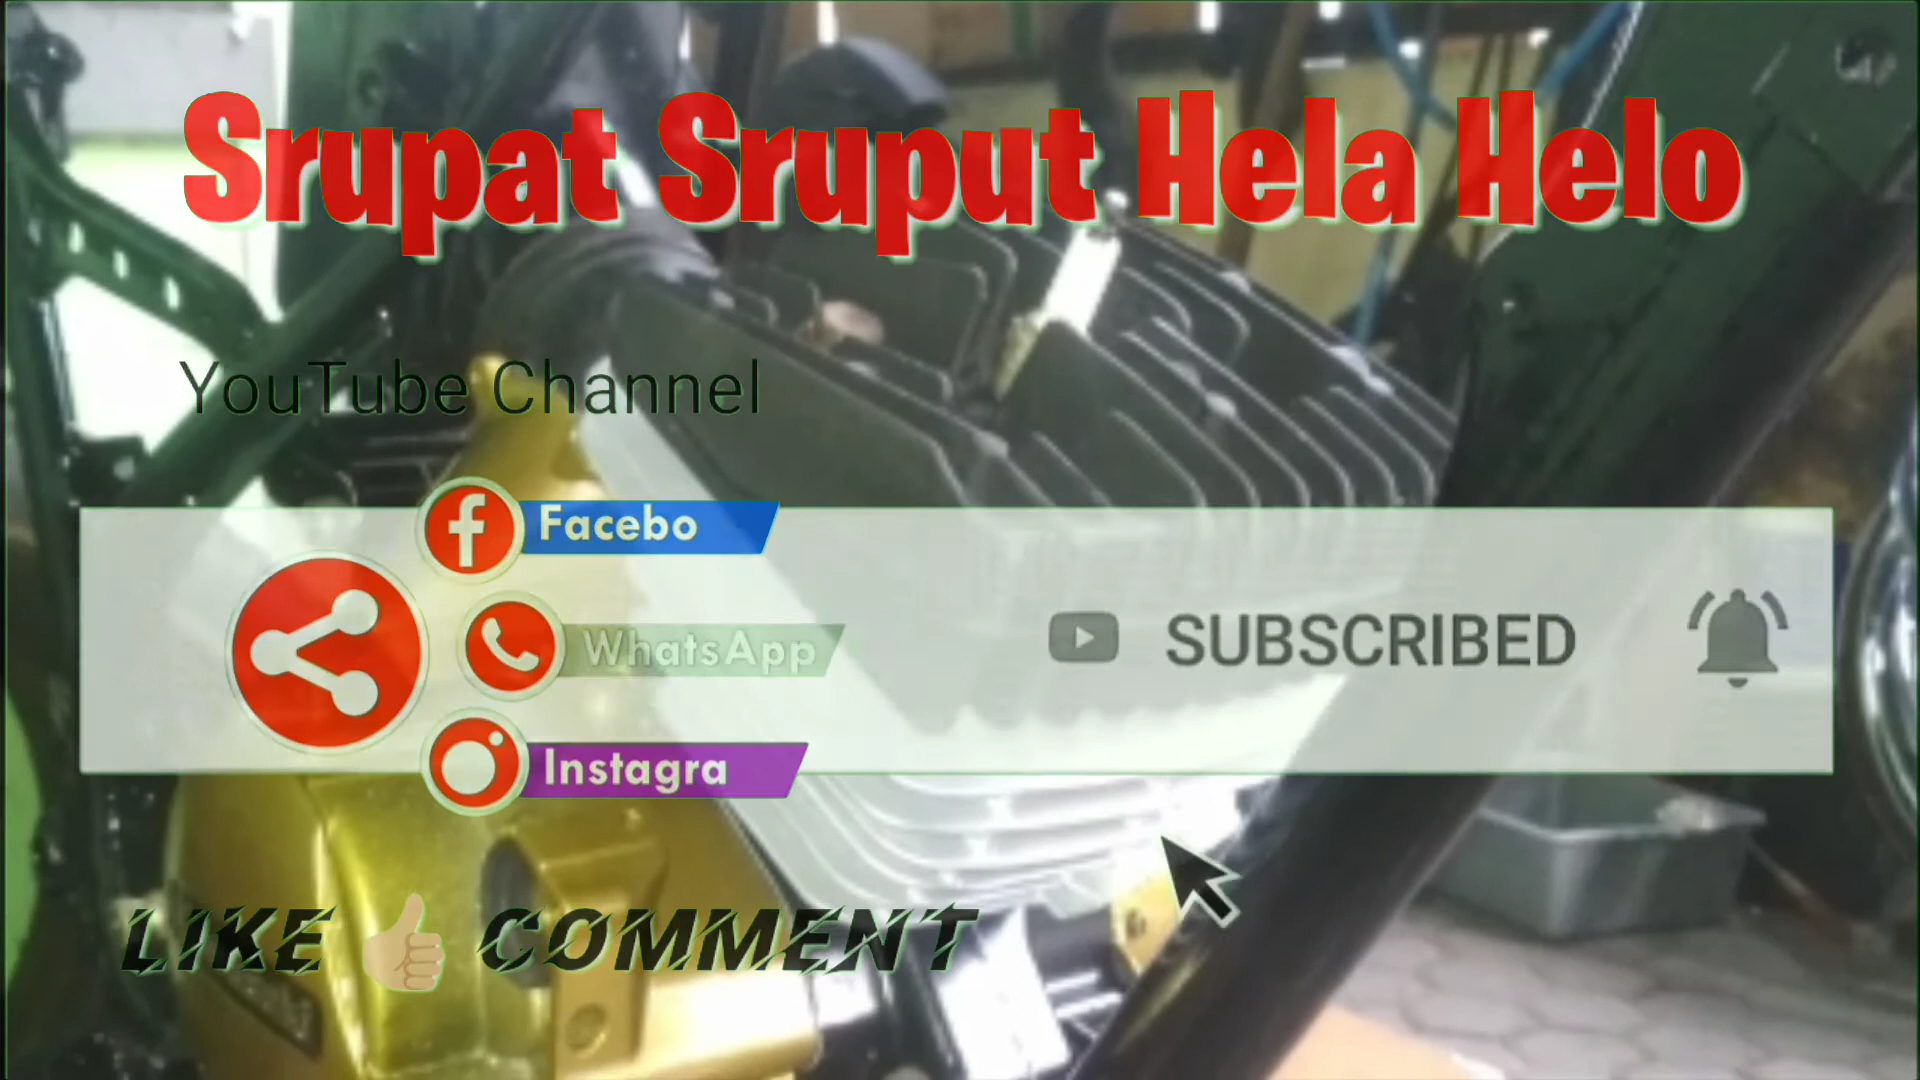 Srupat Sruput Hela Helo
YouTube Channel
Facebo
WhatsApp
SUBSCRIBED
Instagra
LIKE 👍🏼 COMMENT